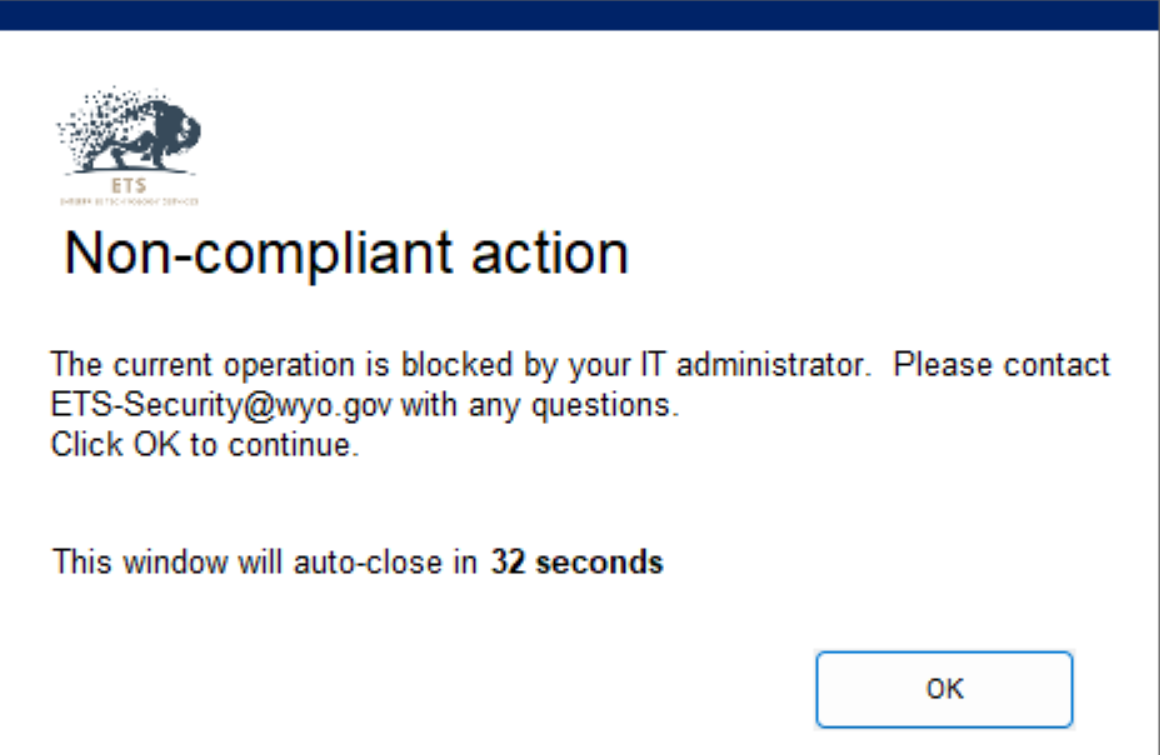 ETS
Non-compliant action
The current operation is blocked by your IT administrator.  Please contact
ETS-Security@wyo.gov with any questions.
Click OK to continue.
This window will auto-close in 32 seconds
OK